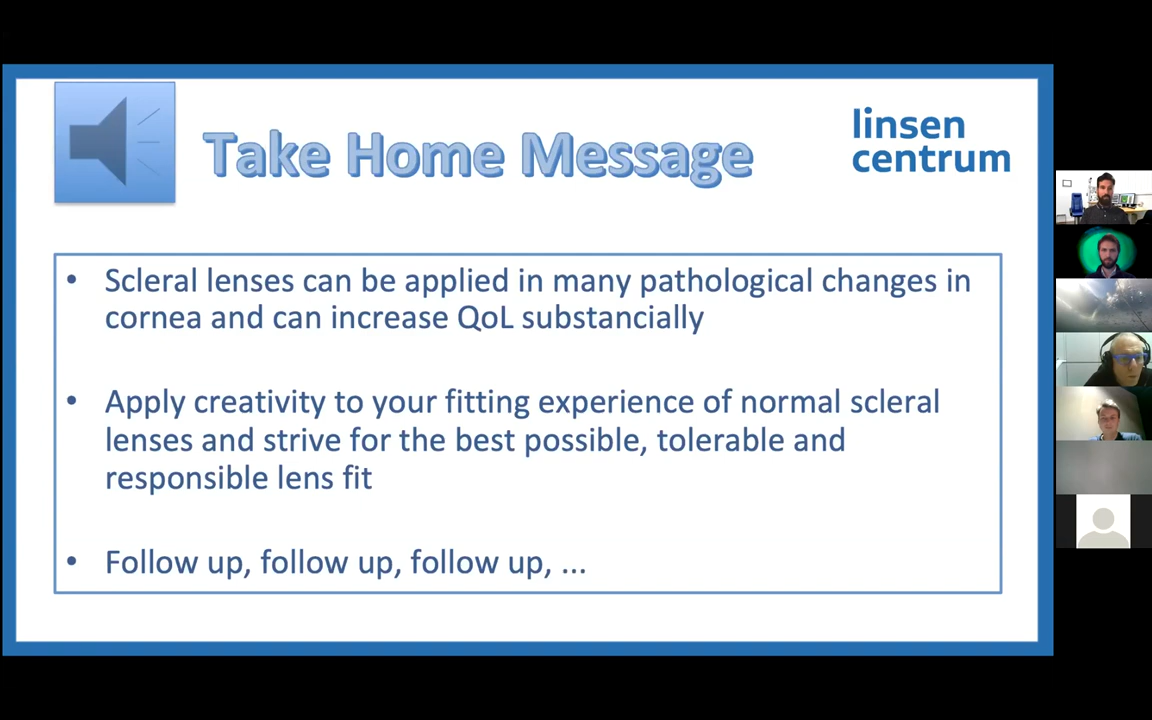 Take Home Message
linsen
centrum
• Scleral lenses can be applied in many pathological changes in
cornea and can increase QoL substancially
• Apply creativity to your fitting experience of normal scleral
lenses and strive for the best possible, tolerable and
responsible lens fit
• Follow up, follow up, follow up, ...